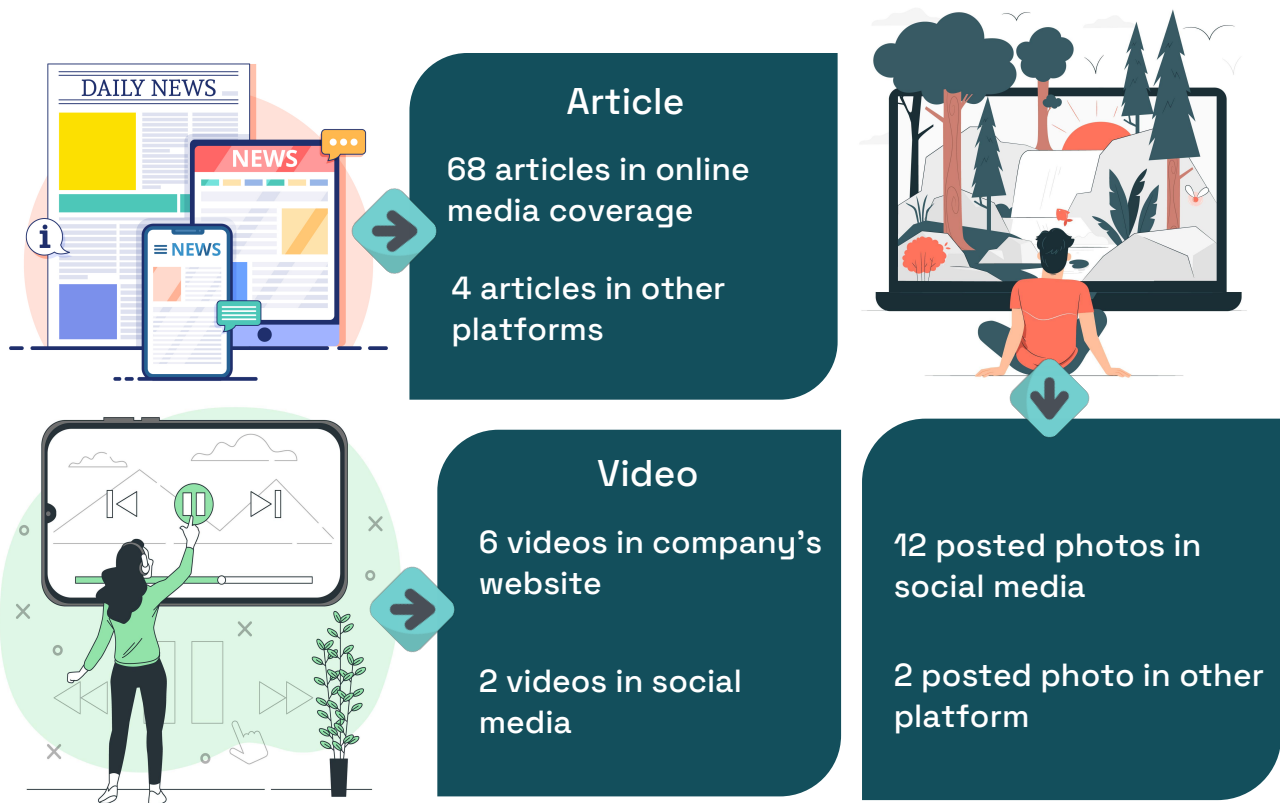 DAILY NEWS
NEWS
i
NEWS
Article
68 articles in online
media coverage
4 articles in other
platforms
Video
6 videos in company's
website
2 videos in social
media
12 posted photos in
social media
2 posted photo in other
platform